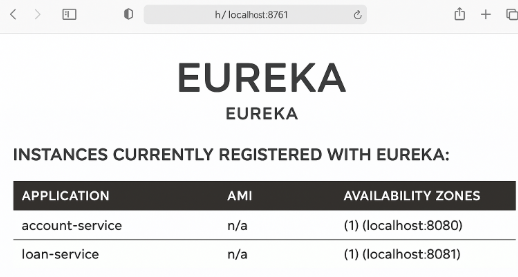 h/ localhost:8761
EUREKA
EUREKA
INSTANCES CURRENTLY REGISTERED WITH EUREKA:
APPLICATION AMI AVAILABILITY ZONES
account-service n/a (1) (localhost:8080)
loan-service n/a (1) (localhost:8081)